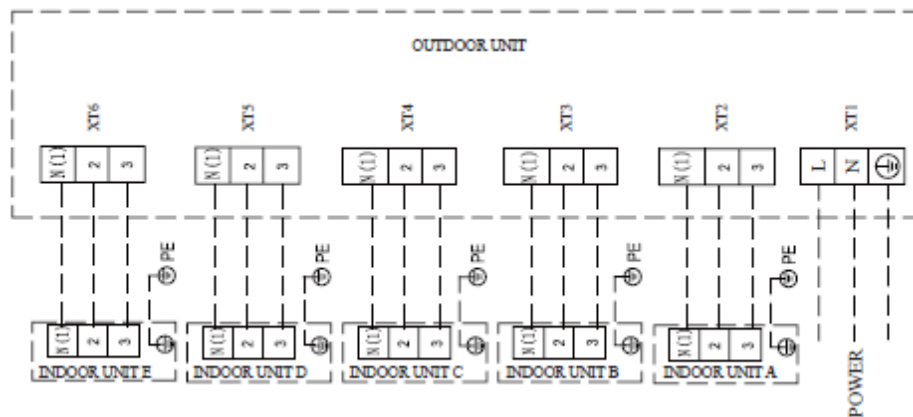 OUTDOOR UNIT
XT6 XT5 XT4 XT3 XT2 XT1
N(1) 2 3 N(1) 2 3 N(1) 2 3 N(1) 2 3 N(1) 2 3 L N
PE PE PE PE PE
N(1) 2 3 N(1) 2 3 N(1) 2 3 N(1) 2 3 N(1) 2 3
INDOOR UNIT E INDOOR UNIT D INDOOR UNIT C INDOOR UNIT B INDOOR UNIT A
POWER